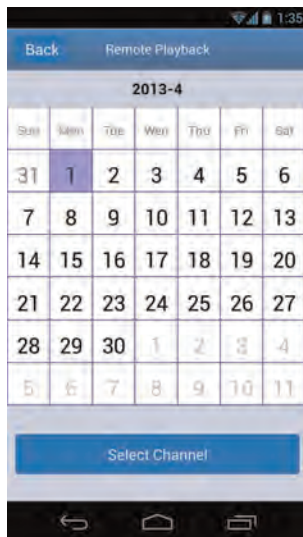 1:35
Back Remote Playback
2013-4
Sun Mon Tue Wed Thu Fri Sat
31 1 2 3 4 5 6
7 8 9 10 11 12 13
14 15 16 17 18 19 20
21 22 23 24 25 26 27
28 29 30 1 2 3 4
5 6 7 8 9 10 11
Select Channel